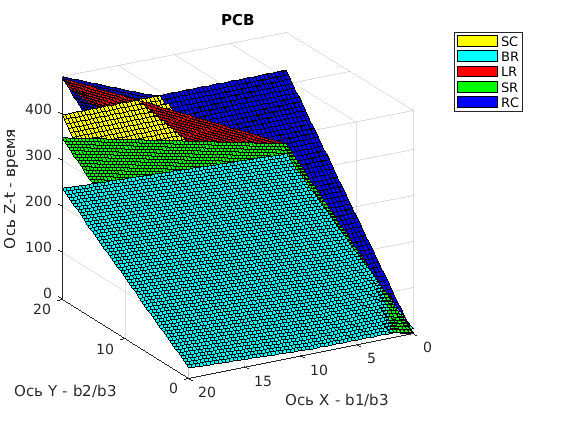 PCB
SC
BR
LR
SR
RC
Ось Z-t - время
400
300
200
100
0
20
10
0
Ось Y - b2/b3
20
15
10
5
0
Ось X - b1/b3